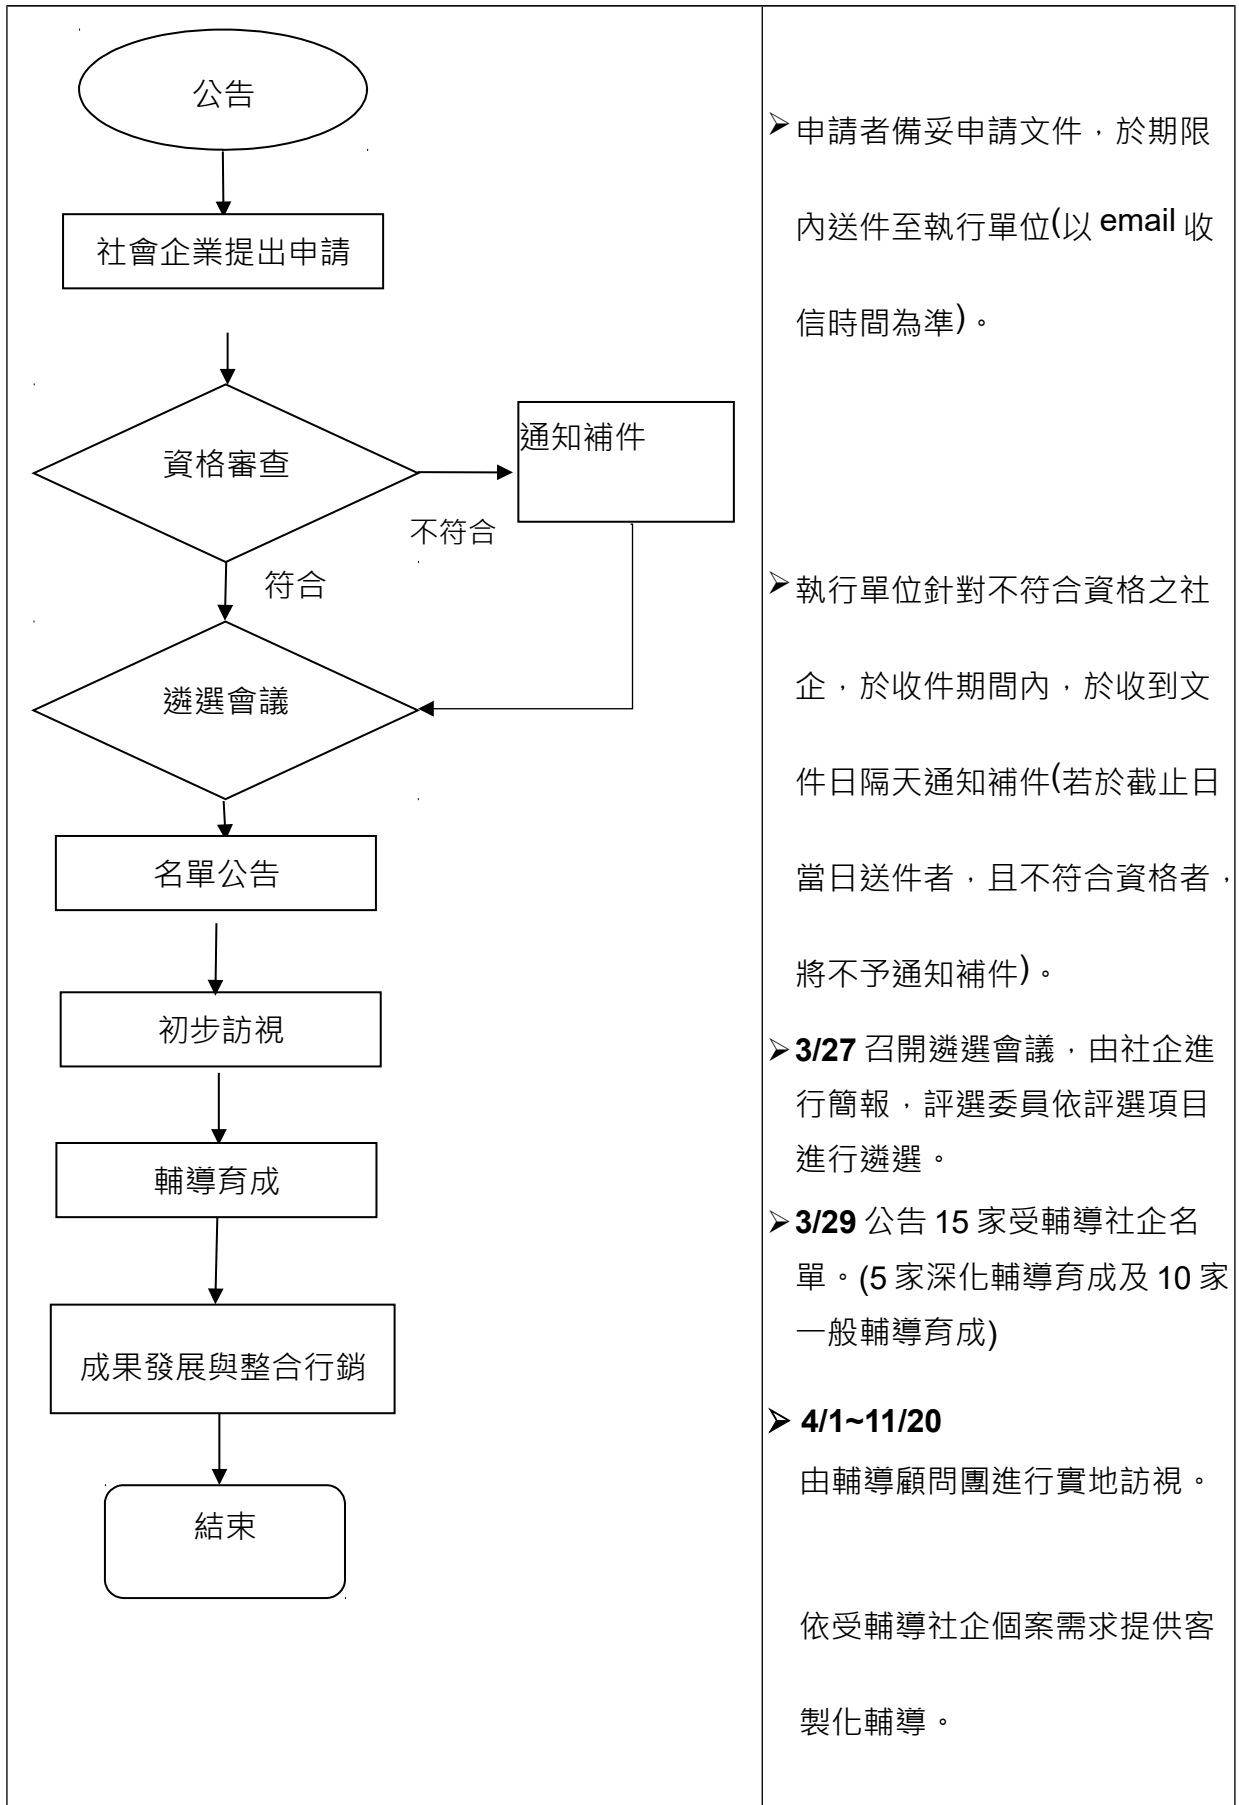 公告
社會企業提出申請
資格審查
通知補件
不符合
符合
遴選會議
名單公告
初步訪視
輔導育成
成果發展與整合行銷
結束
➢申請者備妥申請文件，於期限
內送件至執行單位(以 email 收
信時間為準)。
➢執行單位針對不符合資格之社
企，於收件期間內，於收到文
件日隔天通知補件(若於截止日
當日送件者，且不符合資格者，
將不予通知補件)。
➢3/27 召開遴選會議，由社企進
行簡報，評選委員依評選項目
進行遴選。
➢3/29 公告 15 家受輔導社企名
單。(5 家深化輔導育成及 10 家
一般輔導育成)
➢ 4/1~11/20
由輔導顧問團進行實地訪視。
依受輔導社企個案需求提供客
製化輔導。